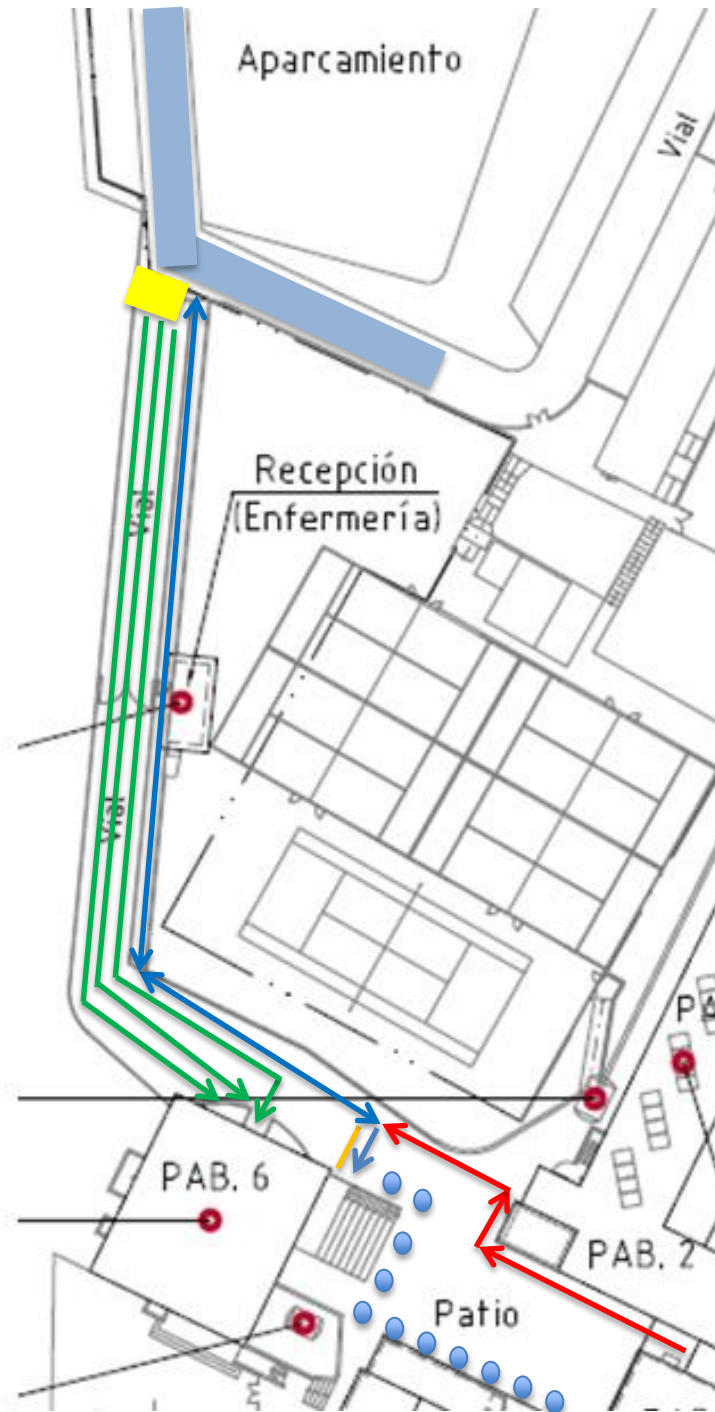 Aparcamiento
Vial
Recepción
(Enfermería)
Vial
Vial
PA
PAB. 6
PAB. 2
Patio